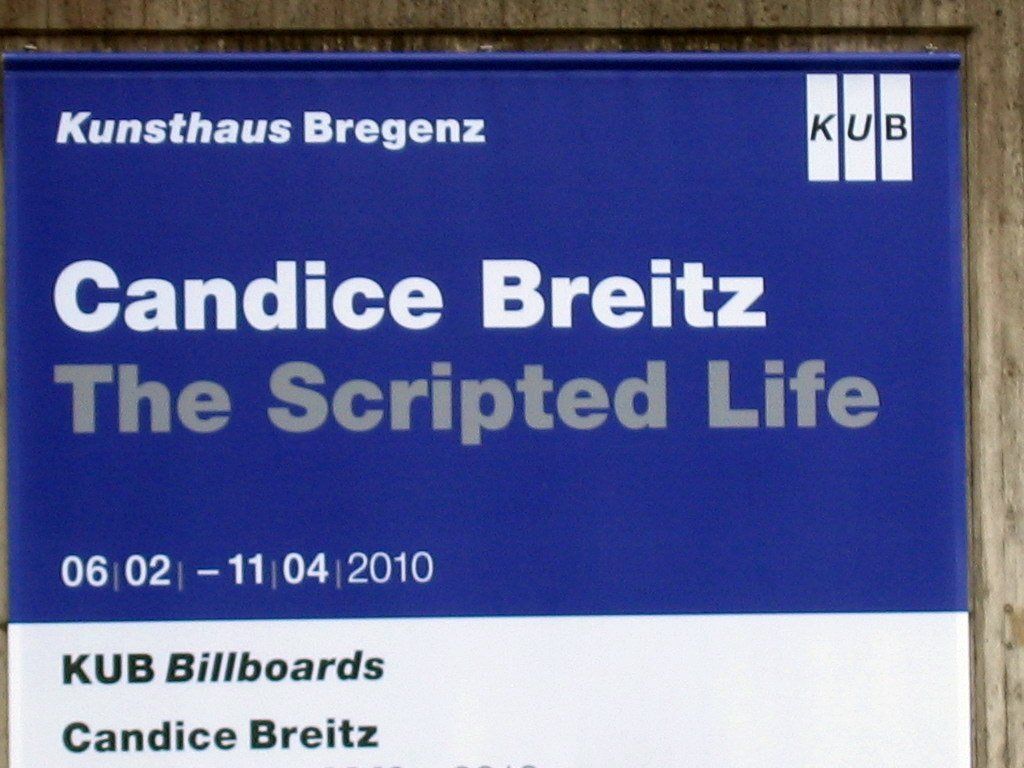 Kunsthaus Bregenz
KUB
Candice Breitz
The Scripted Life
06|02| – 11|04|2010
KUB Billboards
Candice Breitz